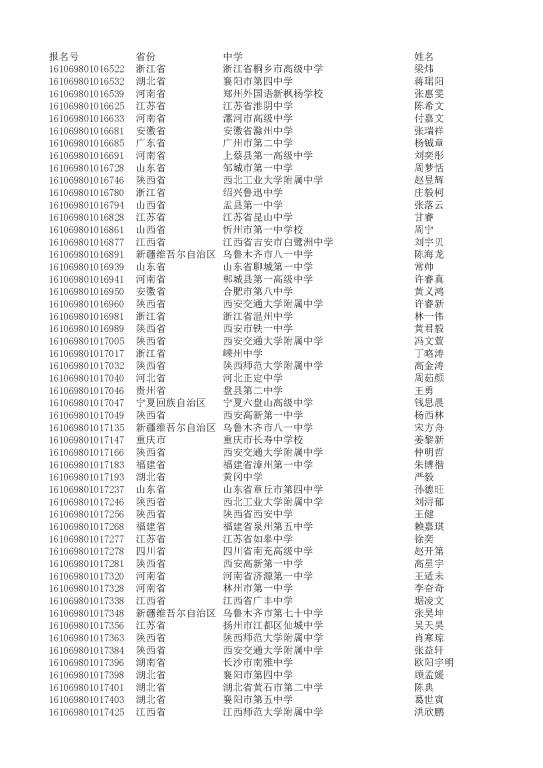 报名号 省份 中学 姓名
161069801016522 浙江省 浙江省桐乡市高级中学 梁炜
161069801016532 湖北省 襄阳市第四中学 蒋珺阳
161069801016539 河南省 郑州外国语新枫杨学校 张惠雯
161069801016625 江苏省 江苏省淮阴中学 陈希文
161069801016633 河南省 漯河市高级中学 付嘉文
161069801016681 安徽省 安徽省滁州中学 张瑞祥
161069801016685 广东省 广州市第二中学 杨铖章
161069801016691 河南省 上蔡县第一高级中学 刘奕彤
161069801016728 山东省 邹城市第一中学 周梦恬
161069801016746 陕西省 西北工业大学附属中学 赵昱辉
161069801016780 浙江省 绍兴鲁迅中学 庄毅柯
161069801016794 山西省 盂县第一中学 张落云
161069801016828 江苏省 江苏省昆山中学 甘睿
161069801016861 山西省 忻州市第一中学校 周宁
161069801016877 江西省 江西省吉安市白鹭洲中学 刘宇贝
161069801016891 新疆维吾尔自治区 乌鲁木齐市八一中学 陈海龙
161069801016939 山东省 山东省聊城第一中学 常帅
161069801016941 河南省 郸城县第一高级中学 许睿真
161069801016950 安徽省 合肥市第八中学 黄义鸿
161069801016960 陕西省 西安交通大学附属中学 许睿新
161069801016981 浙江省 浙江省温州中学 林一伟
161069801016989 陕西省 西安市铁一中学 黄君毅
161069801017005 陕西省 西安交通大学附属中学 冯文萱
161069801017017 浙江省 嵊州中学 丁略涛
161069801017032 陕西省 陕西师范大学附属中学 高金涛
161069801017040 河北省 河北正定中学 周茹颜
161069801017046 贵州省 盘县第二中学 王勇
161069801017047 宁夏回族自治区 宁夏六盘山高级中学 钱思晨
161069801017049 陕西省 西安高新第一中学 杨西林
161069801017135 新疆维吾尔自治区 乌鲁木齐市八一中学 宋方舟
161069801017147 重庆市 重庆市长寿中学校 姜黎新
161069801017166 陕西省 西安交通大学附属中学 仲明哲
161069801017183 福建省 福建省漳州第一中学 朱博楷
161069801017193 湖北省 黄冈中学 严毅
161069801017237 山东省 山东省章丘市第四中学 孙德旺
161069801017246 陕西省 西北工业大学附属中学 刘浔郁
161069801017256 陕西省 陕西省西安中学 王健
161069801017268 福建省 福建省泉州第五中学 赖嘉琪
161069801017277 江苏省 江苏省如皋中学 徐奕
161069801017278 四川省 四川省南充高级中学 赵开第
161069801017281 陕西省 西安高新第一中学 高星宇
161069801017320 河南省 河南省济源第一中学 王适未
161069801017328 河南省 林州市第一中学 李奋奇
161069801017338 江西省 江西省广丰中学 琚凌文
161069801017348 新疆维吾尔自治区 乌鲁木齐市第七十中学 张昊坤
161069801017356 江苏省 扬州市江都区仙城中学 吴天昊
161069801017363 陕西省 陕西师范大学附属中学 肖寒琼
161069801017384 陕西省 西安交通大学附属中学 张益轩
161069801017396 湖南省 长沙市南雅中学 欧阳宇明
161069801017398 湖北省 襄阳市第四中学 顾孟媛
161069801017401 湖北省 湖北省黄石市第二中学 陈典
161069801017403 湖北省 襄阳市第五中学 葛世寅
161069801017425 江西省 江西师范大学附属中学 洪欣鹏